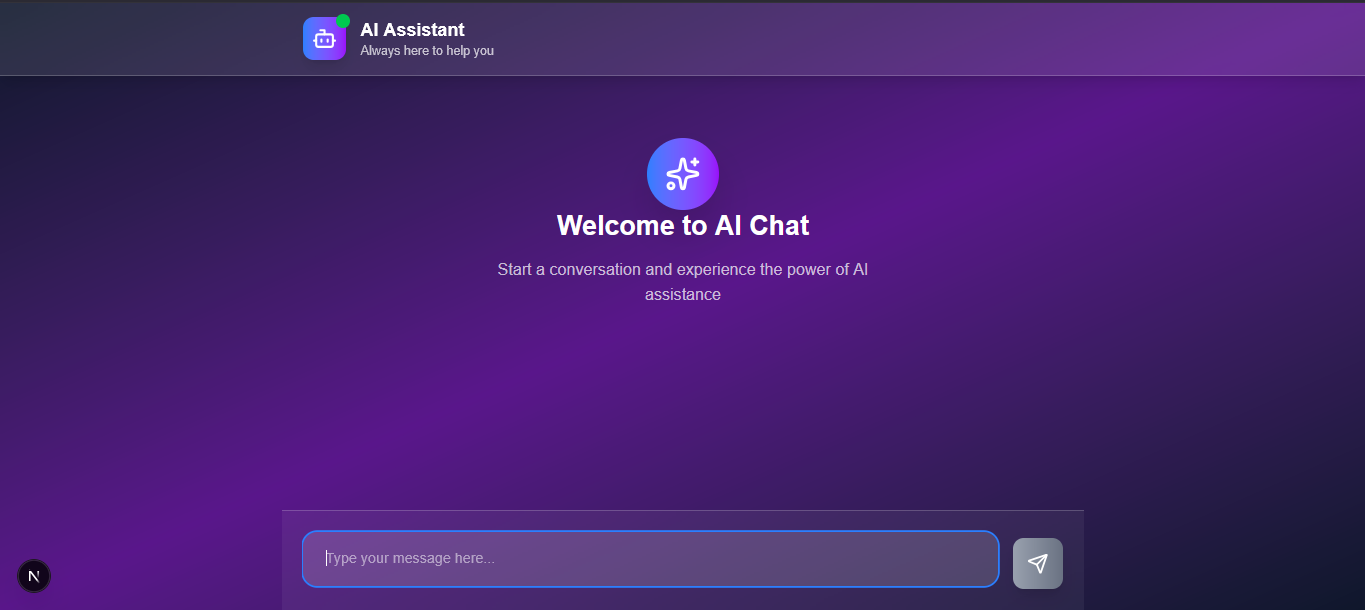 AI Assistant
Always here to help you
Welcome to AI Chat
Start a conversation and experience the power of AI
assistance
Type your message here...
N